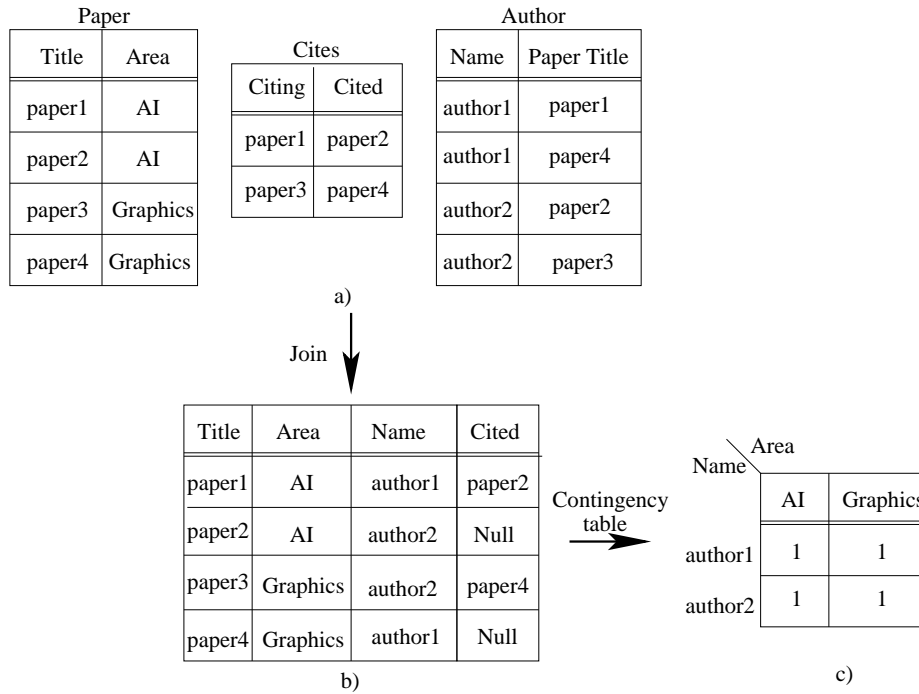 Paper
Title Area
paper1 AI
paper2 AI
paper3 Graphics
paper4 Graphics
Cites
Citing Cited
paper1 paper2
paper3 paper4
Author
Name Paper Title
author1 paper1
author1 paper4
author2 paper2
author2 paper3
a)
Join
Title Area Name Cited
paper1 AI author1 paper2
paper2 AI author2 Null
paper3 Graphics author2 paper4
paper4 Graphics author1 Null
b)
Contingency
table
Area
Name
AI Graphics
author1 1 1
author2 1 1
c)